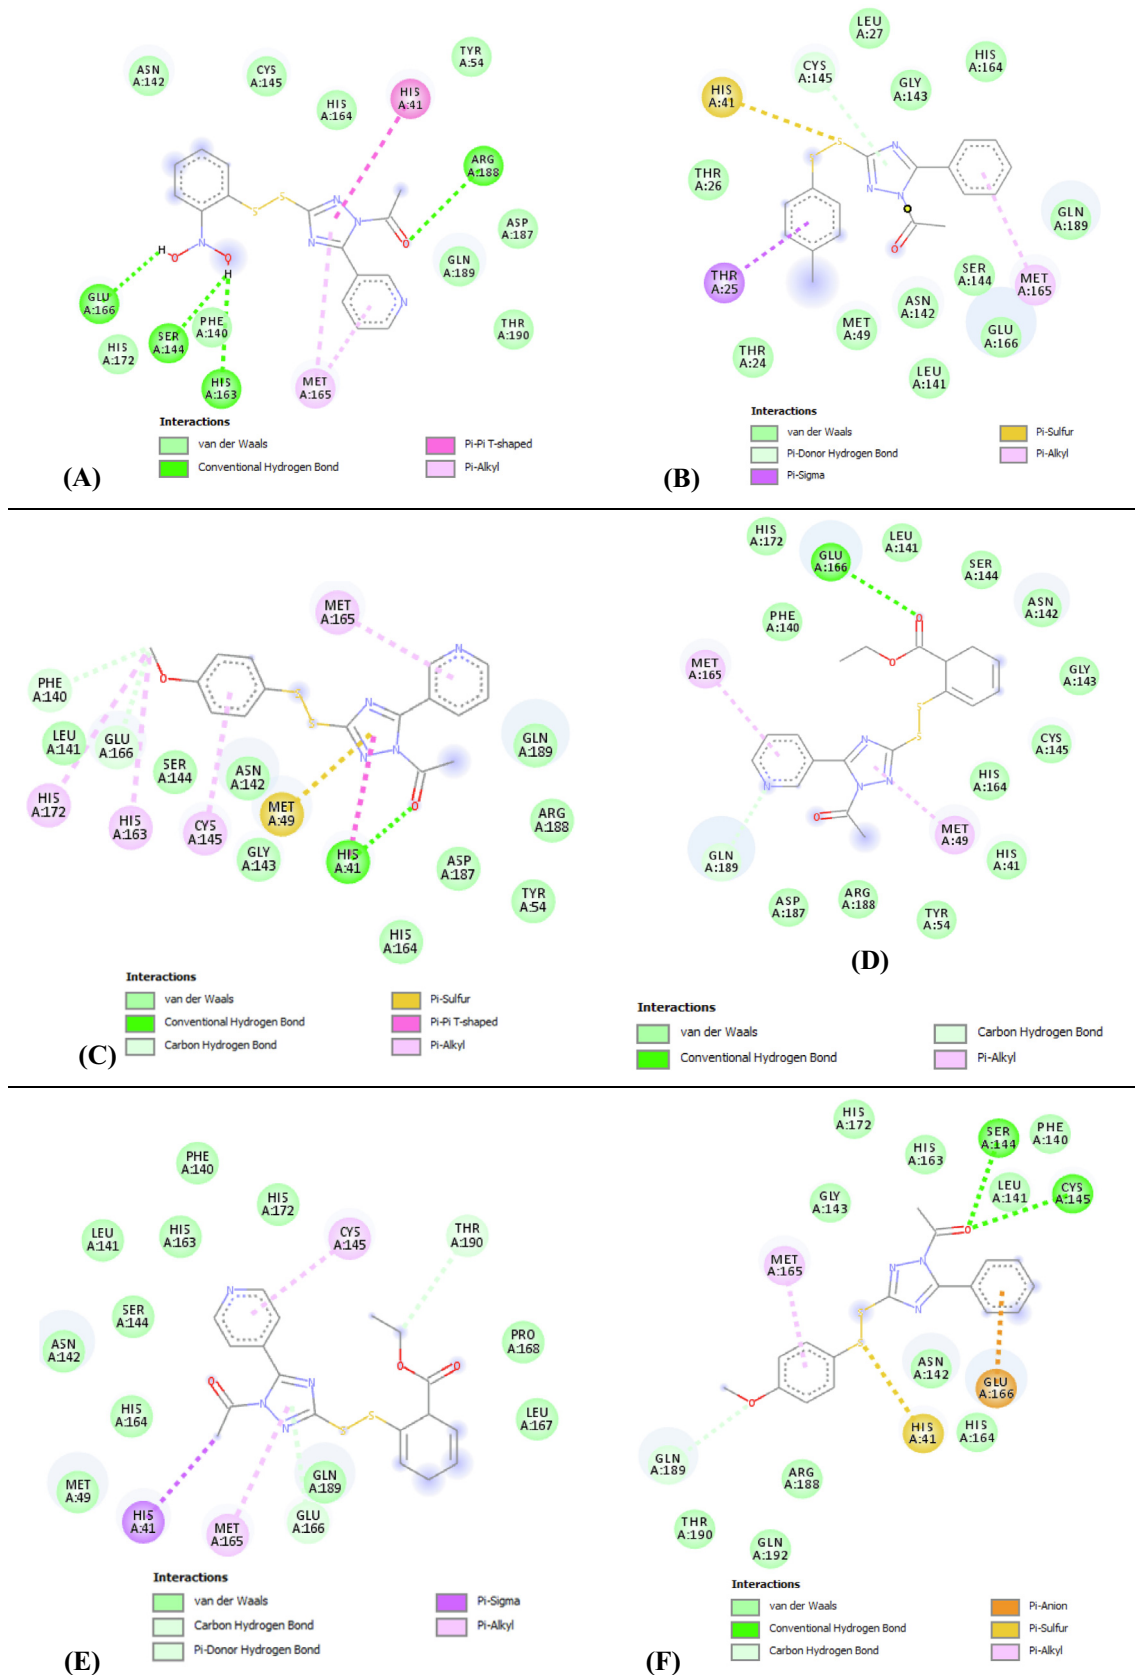 ASN
A:142
CYS
A:145
HIS
A:164
TYR
A:54
HIS
A:41
ARG
A:188
ASP
A:187
GLN
A:189
THR
A:190
GLU
A:166
HIS
A:172
SER
A:144
PHE
A:140
HIS
A:163
MET
A:165
S S
N
N
N
N
N
O
O
O
H
H
Interactions
van der Waals
Conventional Hydrogen Bond
Pi-Pi T-shaped
Pi-Alkyl
(A)
LEU
A:27
CYS
A:145
HIS
A:164
GLY
A:143
HIS
A:41
THR
A:26
GLN
A:189
THR
A:25
SER
A:144
MET
A:165
ASN
A:142
MET
A:49
GLU
A:166
THR
A:24
LEU
A:141
S
S
N
N
N
O
Interactions
van der Waals
Pi-Donor Hydrogen Bond
Pi-Sigma
Pi-Sulfur
Pi-Alkyl
(B)
MET
A:165
PHE
A:140
LEU
A:141
GLU
A:166
SER
A:144
ASN
A:142
GLN
A:189
HIS
A:172
HIS
A:163
CYS
A:145
MET
A:49
GLY
A:143
HIS
A:41
ARG
A:188
ASP
A:187
TYR
A:54
HIS
A:164
O
S
S
N
N
N
N
O
Interactions
van der Waals
Conventional Hydrogen Bond
Carbon Hydrogen Bond
Pi-Sulfur
Pi-Pi T-shaped
Pi-Alkyl
(C)
HIS
A:172
GLU
A:166
LEU
A:141
SER
A:144
ASN
A:142
PHE
A:140
MET
A:165
GLY
A:143
CYS
A:145
HIS
A:164
MET
A:49
HIS
A:41
GLN
A:189
ASP
A:187
ARG
A:188
TYR
A:54
O
O
S
S
N
N
N
N
O
(D)
Interactions
van der Waals
Conventional Hydrogen Bond
Carbon Hydrogen Bond
Pi-Alkyl
PHE
A:140
HIS
A:172
LEU
A:141
HIS
A:163
CYS
A:145
THR
A:190
SER
A:144
ASN
A:142
PRO
A:168
HIS
A:164
LEU
A:167
MET
A:49
GLN
A:189
HIS
A:41
MET
A:165
GLU
A:166
N
O
N
N
N
S
S
O
O
Interactions
van der Waals
Carbon Hydrogen Bond
Pi-Donor Hydrogen Bond
Pi-Sigma
Pi-Alkyl
(E)
HIS
A:172
HIS
A:163
SER
A:144
PHE
A:140
GLY
A:143
LEU
A:141
CYS
A:145
MET
A:165
ASN
A:142
GLU
A:166
HIS
A:41
HIS
A:164
GLN
A:189
ARG
A:188
THR
A:190
GLN
A:192
O
N
N
N
S
S
O
Interactions
van der Waals
Conventional Hydrogen Bond
Carbon Hydrogen Bond
Pi-Anion
Pi-Sulfur
Pi-Alkyl
(F)